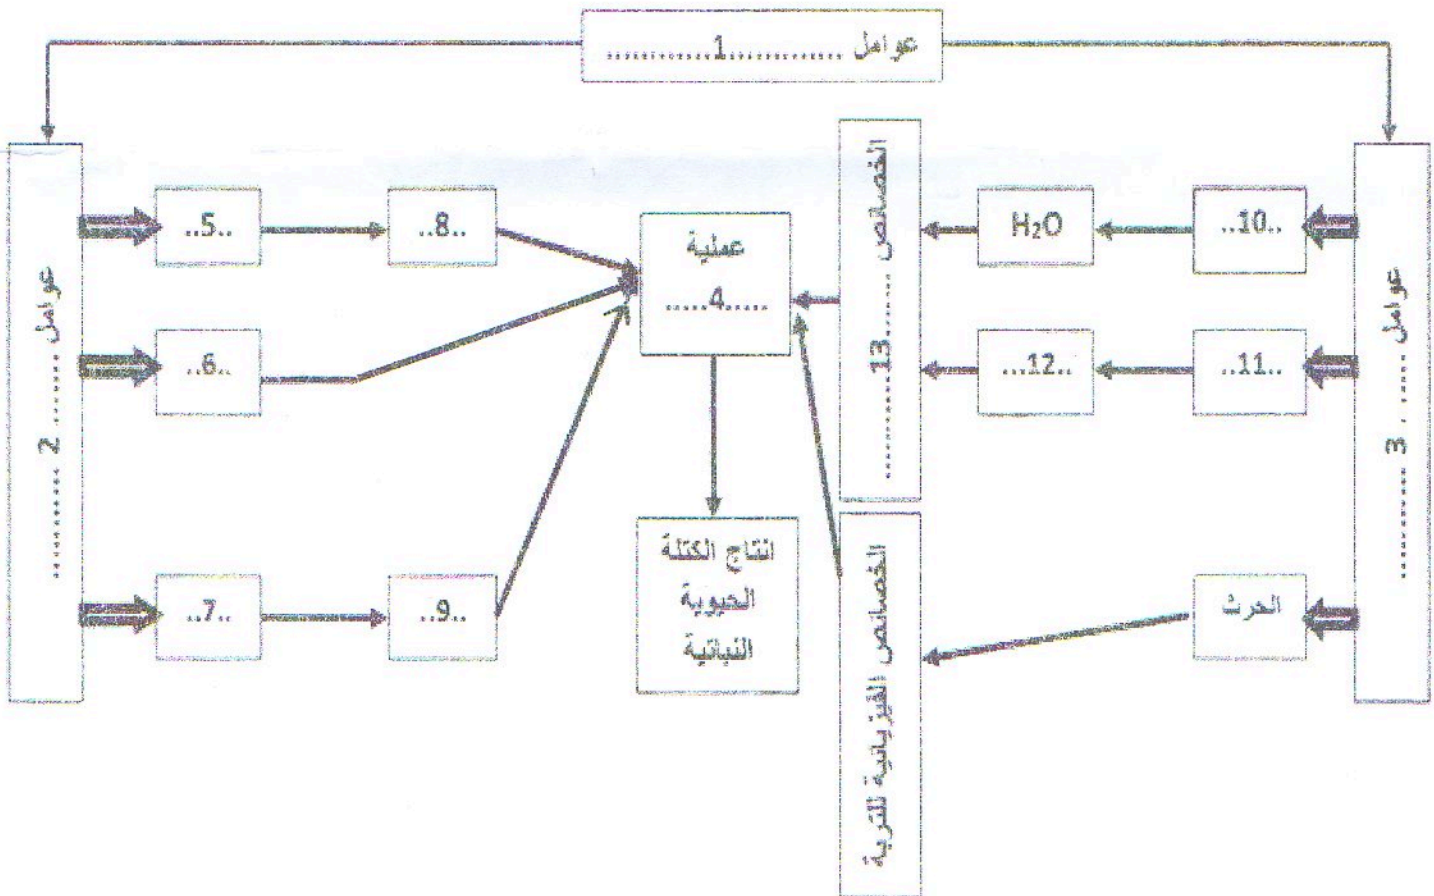 عوامل .............1.............
عوامل ......... 2 ...........
..5..
..8..
..6..
..7..
..9..
عملية
.....4......
انتاج الكتلة
الحيوية
النباتية
الخصائص .........13............
الخصائص الفيزيائية للتربة
H₂O
..10..
...12..
..11..
الحرث
عوامل ..... . 3 ...........